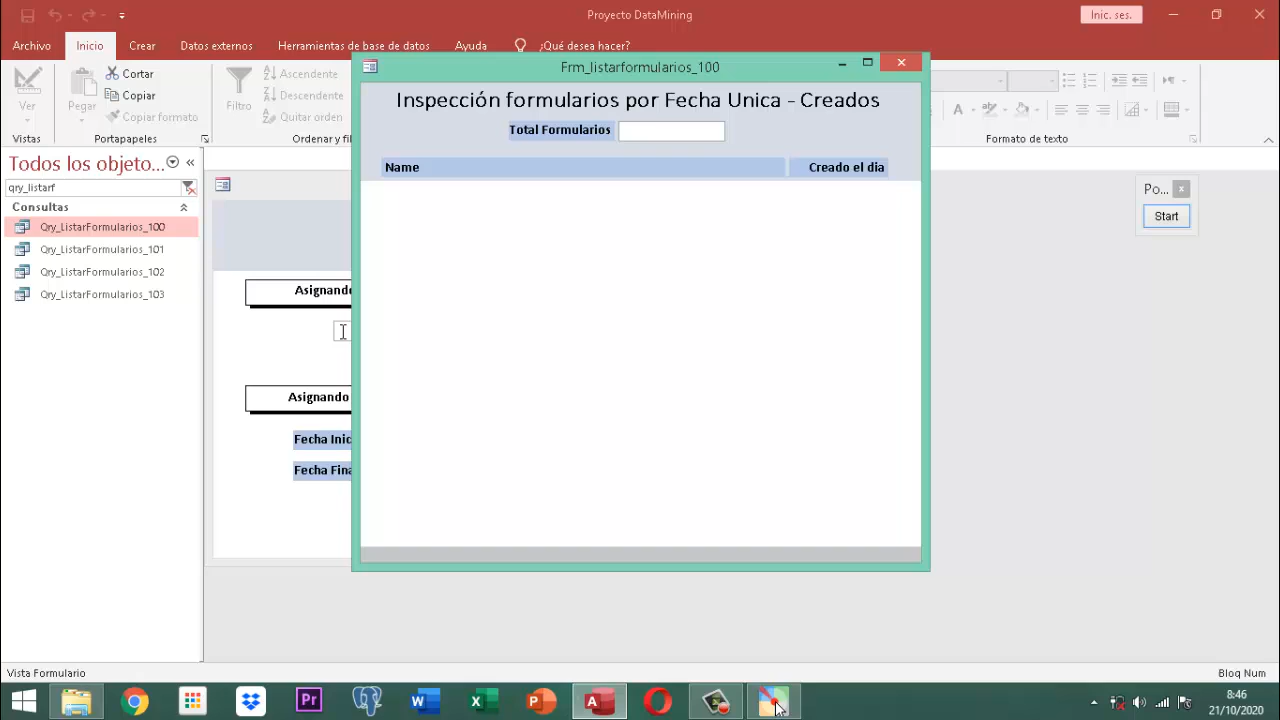 Proyecto DataMining
Inic. ses.
Archivo Inicio Crear Datos externos Herramientas de base de datos Ayuda ¿Qué desea hacer?
Ver
Vistas
Pegar
Cortar
Copiar
Copiar formato
Portapapeles
Filtro
Ascendente
Descendente
Quitar orden
Ordenar y fil
Formato de texto
Todos los objeto...
qry_listarf
Consultas
Qry_ListarFormularios_100
Qry_ListarFormularios_101
Qry_ListarFormularios_102
Qry_ListarFormularios_103
Asignando
Asignando
Fecha Inic
Fecha Fina
Frm_listarformularios_100
Inspección formularios por Fecha Unica - Creados
Total Formularios
Name Creado el dia
Po...
Start
Vista Formulario
Bloq Num
8:46
21/10/2020